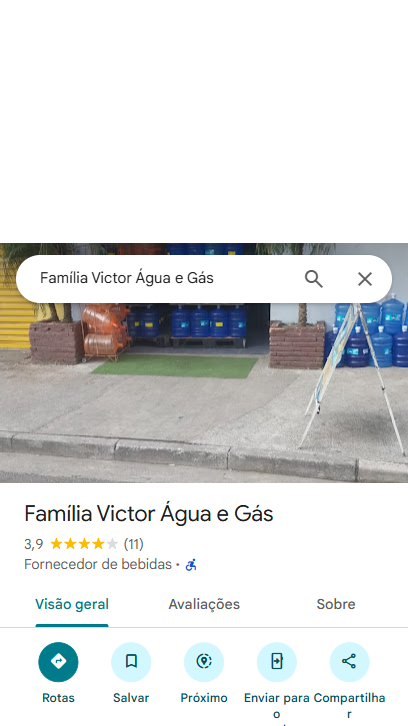 Família Victor Água e Gás
Família Victor Água e Gás
3,9 (11)
Fornecedor de bebidas ·
Visão geral Avaliações Sobre
Rotas Salvar Próximo Enviar para o Compartilhar